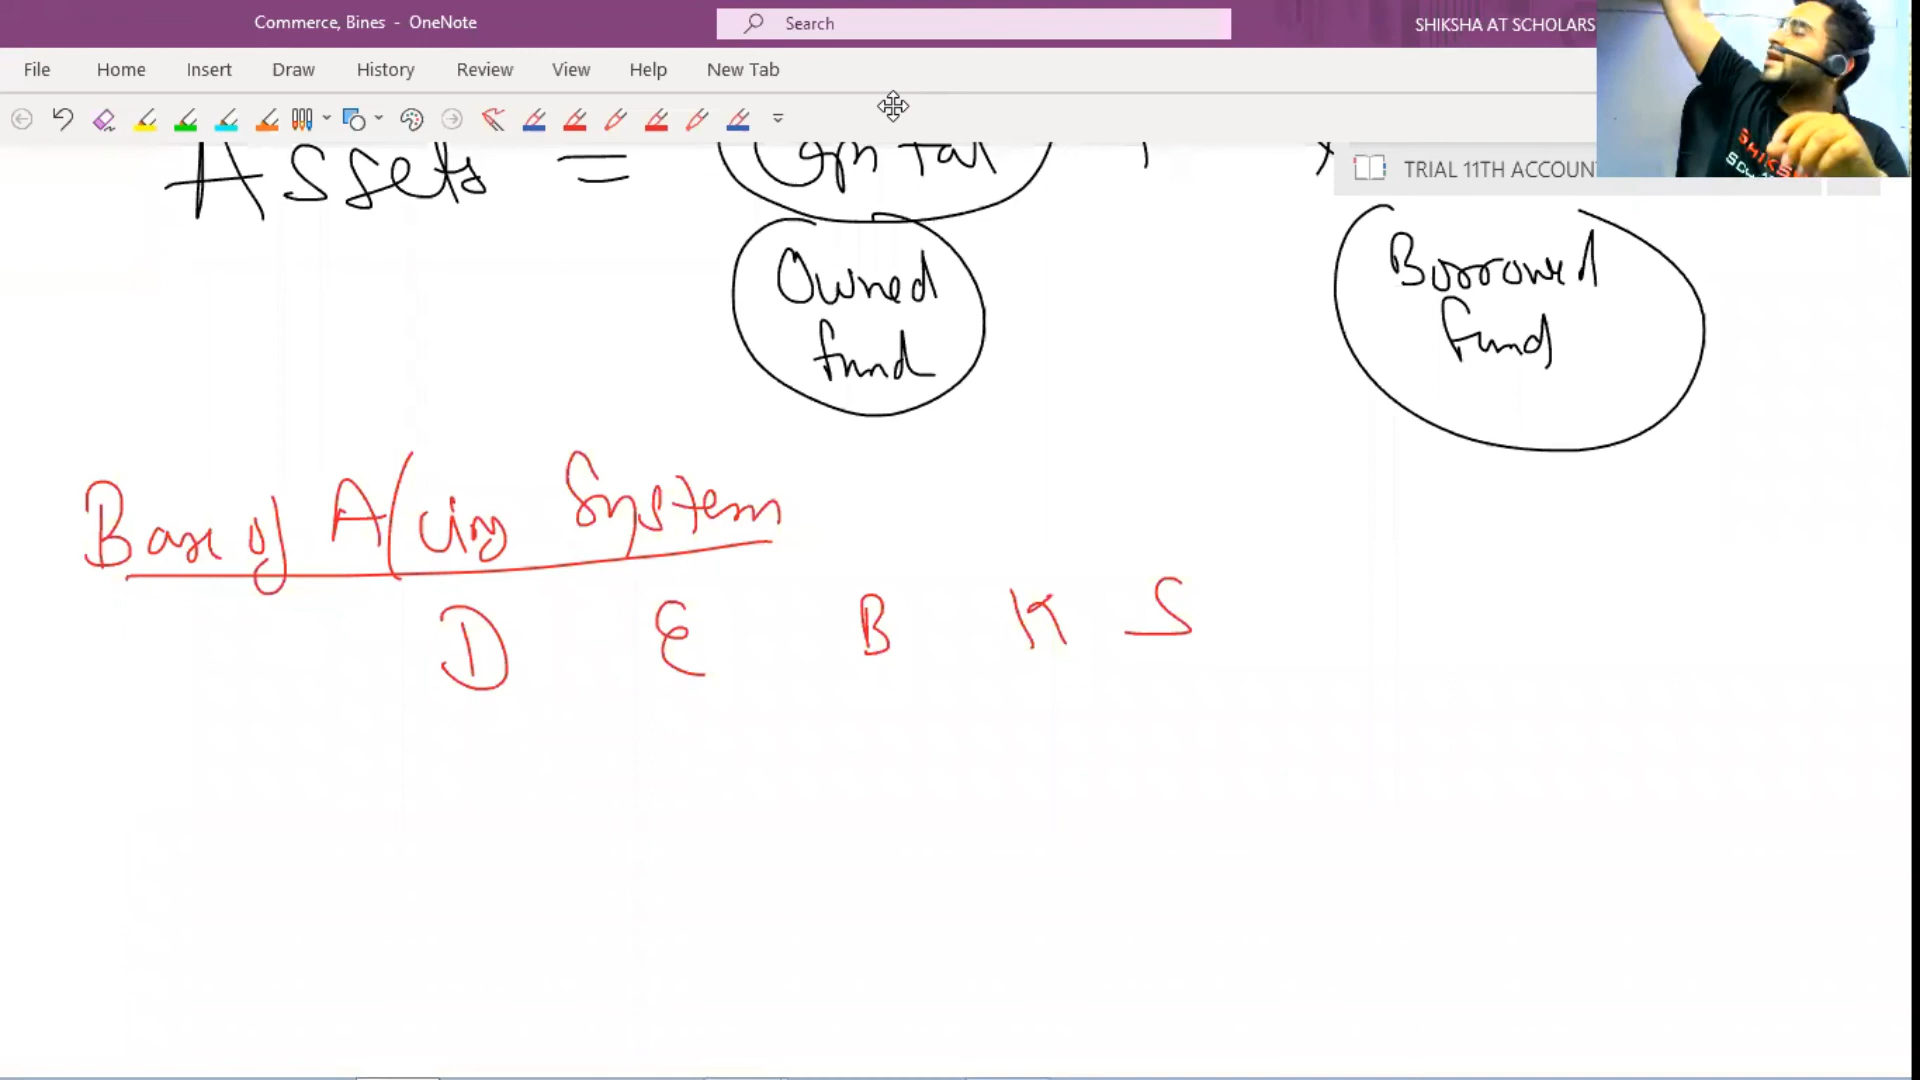 Commerce, Bines - OneNote
Search
SHIKSHA AT SCHOLARS
File Home Insert Draw History Review View Help New Tab
TRIAL 11TH ACCOUN
Assets = Capital +
Owned
fund
Borrowed
fund
Base of A/cing System
D E B K S